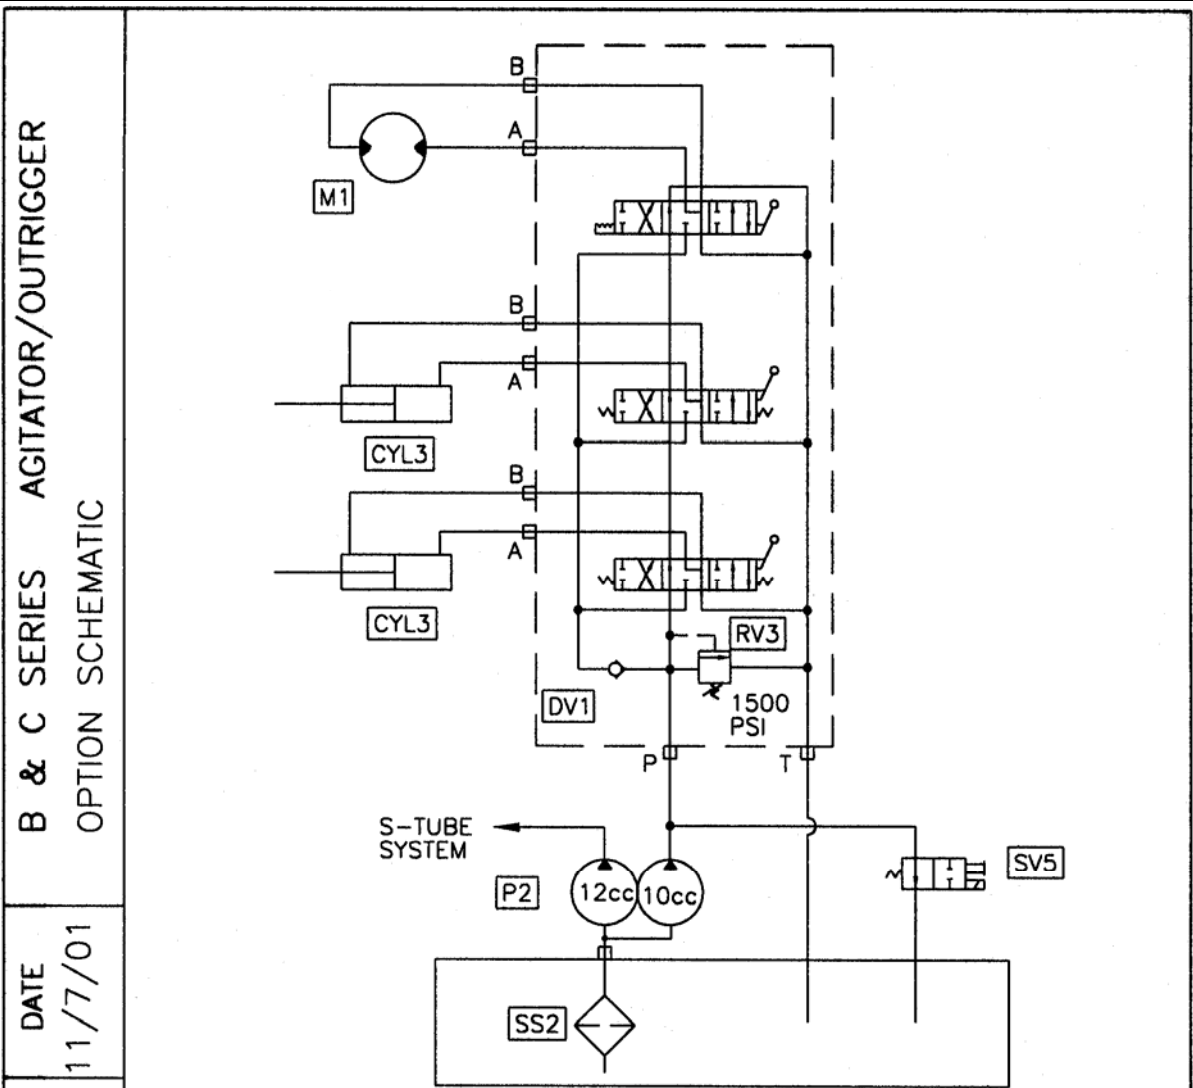 B & C SERIES AGITATOR/OUTRIGGER
OPTION SCHEMATIC
DATE
11/7/01
B
A
M1
B
A
CYL3
B
A
CYL3
RV3
DV1
1500
PSI
P
T
S-TUBE
SYSTEM
P2
12cc
10cc
SV5
SS2